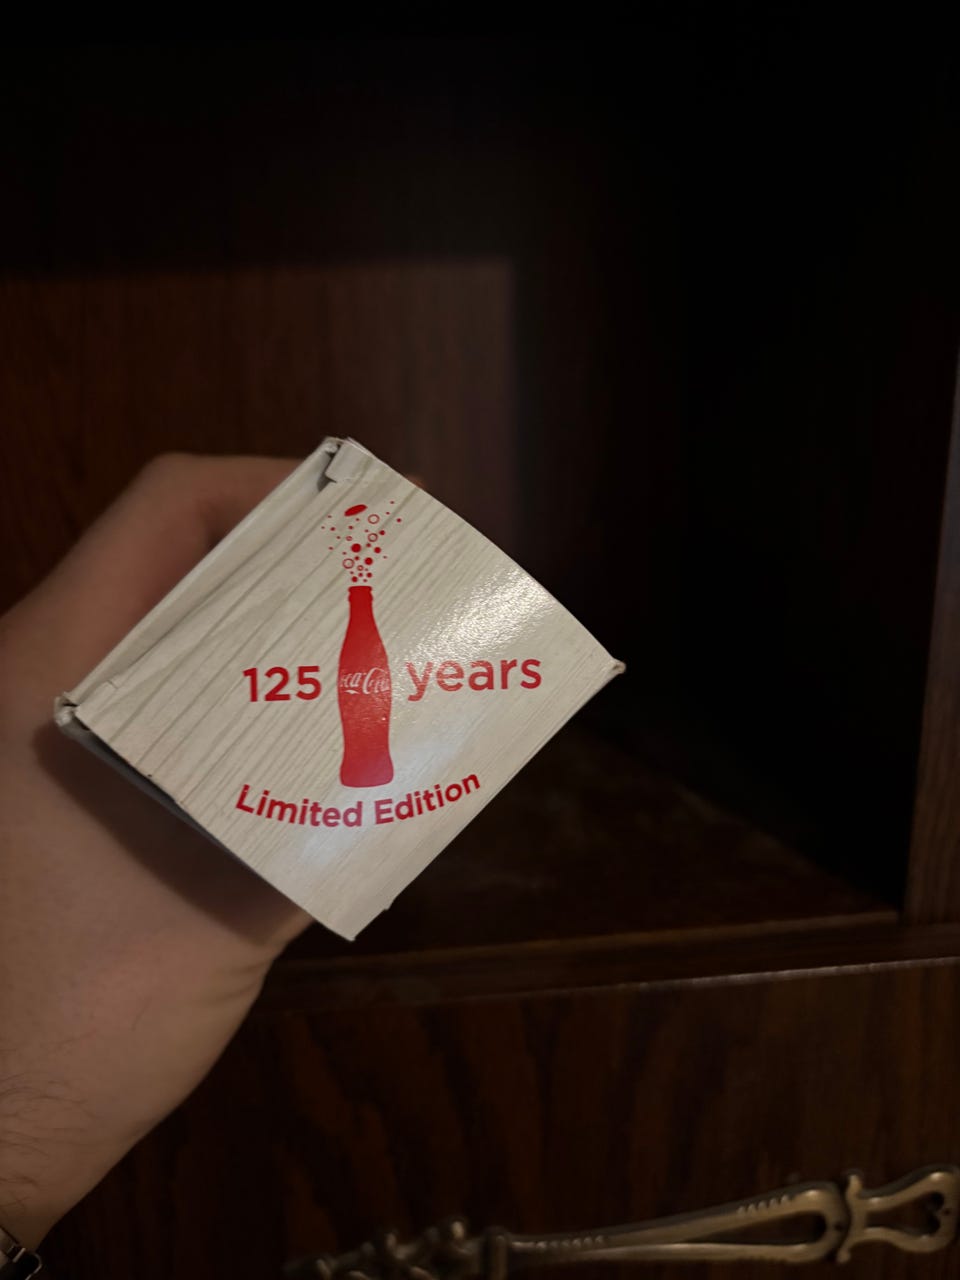 125 years
Coca-Cola
Limited Edition